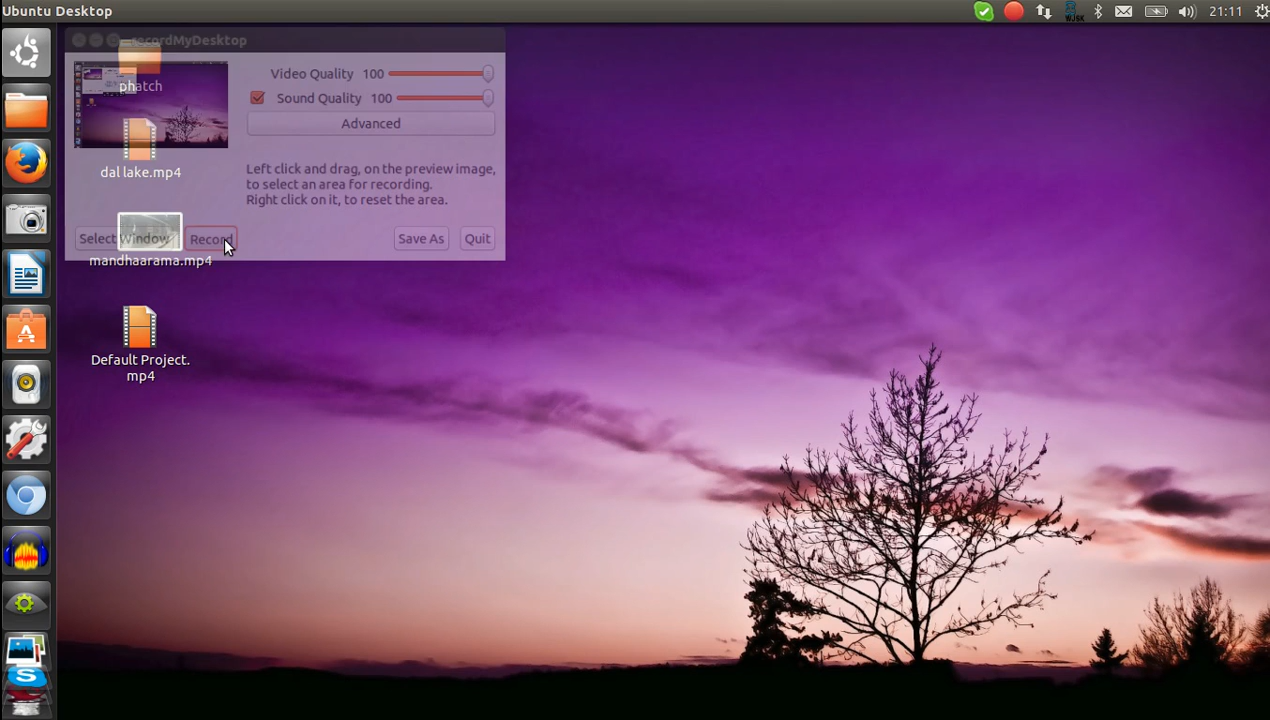 Ubuntu Desktop
21:11
recordMyDesktop
phatch
Video Quality 100
Sound Quality 100
Advanced
dal lake.mp4
Left click and drag, on the preview image,
to select an area for recording.
Right click on it, to reset the area.
Select Window
Record
Save As
Quit
mandhaarama.mp4
Default Project.
mp4